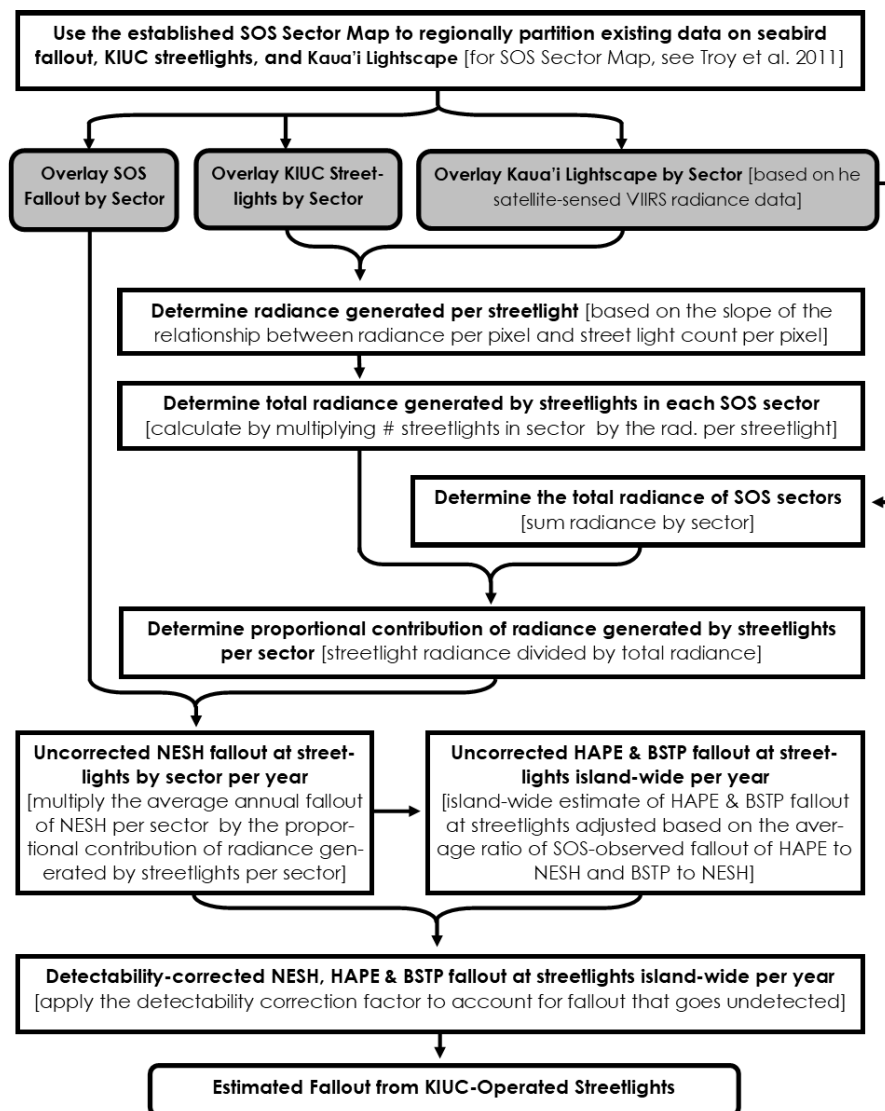 Use the established SOS Sector Map to regionally partition existing data on seabird
fallout, KIUC streetlights, and Kaua'i Lightscape [for SOS Sector Map, see Troy et al. 2011]
Overlay SOS
Fallout by Sector
Overlay KIUC Street-
lights by Sector
Overlay Kaua'i Lightscape by Sector [based on he
satellite-sensed VIIRS radiance data]
Determine radiance generated per streetlight [based on the slope of the
relationship between radiance per pixel and street light count per pixel]
Determine total radiance generated by streetlights in each SOS sector
[calculate by multiplying # streetlights in sector by the rad. per streetlight]
Determine the total radiance of SOS sectors
[sum radiance by sector]
Determine proportional contribution of radiance generated by streetlights
per sector [streetlight radiance divided by total radiance]
Uncorrected NESH fallout at street-
lights by sector per year
[multiply the average annual fallout
of NESH per sector by the propor-
tional contribution of radiance gen-
erated by streetlights per sector]
Uncorrected HAPE & BSTP fallout at street-
lights island-wide per year
[island-wide estimate of HAPE & BSTP fallout
at streetlights adjusted based on the aver-
age ratio of SOS-observed fallout of HAPE to
NESH and BSTP to NESH]
Detectability-corrected NESH, HAPE & BSTP fallout at streetlights island-wide per year
[apply the detectability correction factor to account for fallout that goes undetected]
Estimated Fallout from KIUC-Operated Streetlights